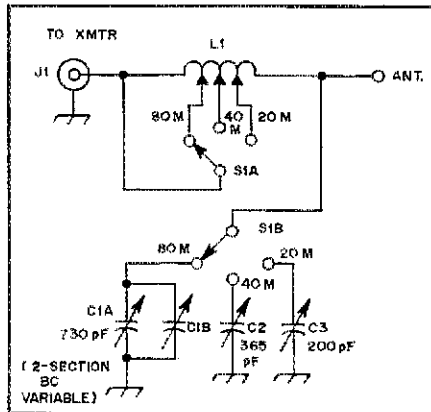 TO XMTR
L1
J1
ANT.
80 M
40
M
20 M
S1A
S1B
80 M
20 M
40 M
C1A
730 pF
C1B
C2
365
pF
C3
200 pF
( 2-SECTION
BC
VARIABLE )